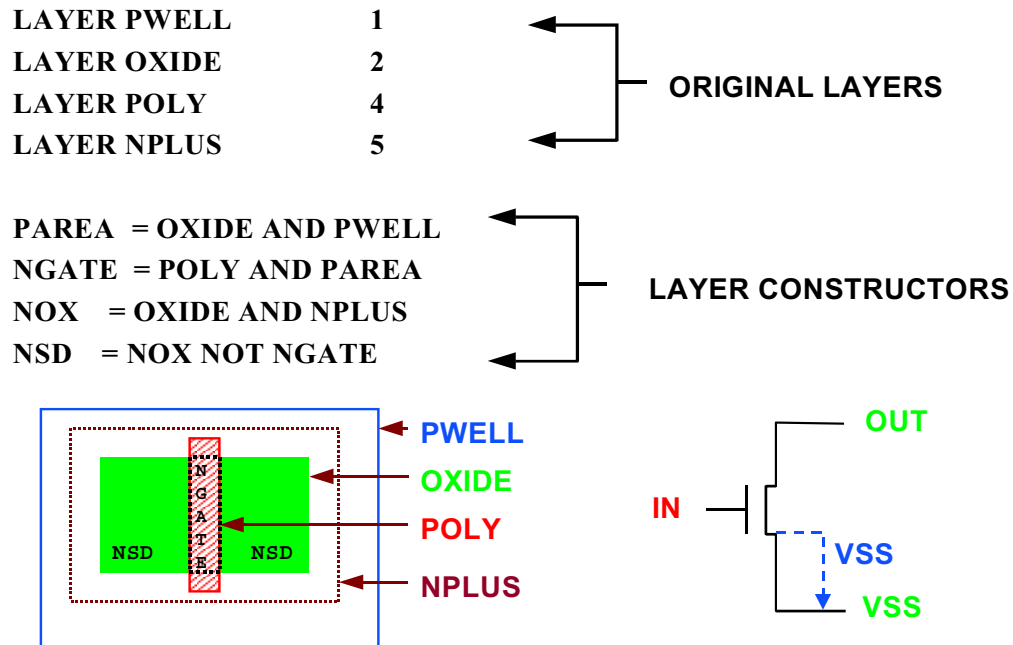 LAYER PWELL 1
LAYER OXIDE 2
LAYER POLY 4
LAYER NPLUS 5
ORIGINAL LAYERS
PAREA = OXIDE AND PWELL
NGATE = POLY AND PAREA
NOX = OXIDE AND NPLUS
NSD = NOX NOT NGATE
LAYER CONSTRUCTORS
PWELL
OXIDE
POLY
NPLUS
NGATE
NSD
NSD
OUT
IN
VSS
VSS